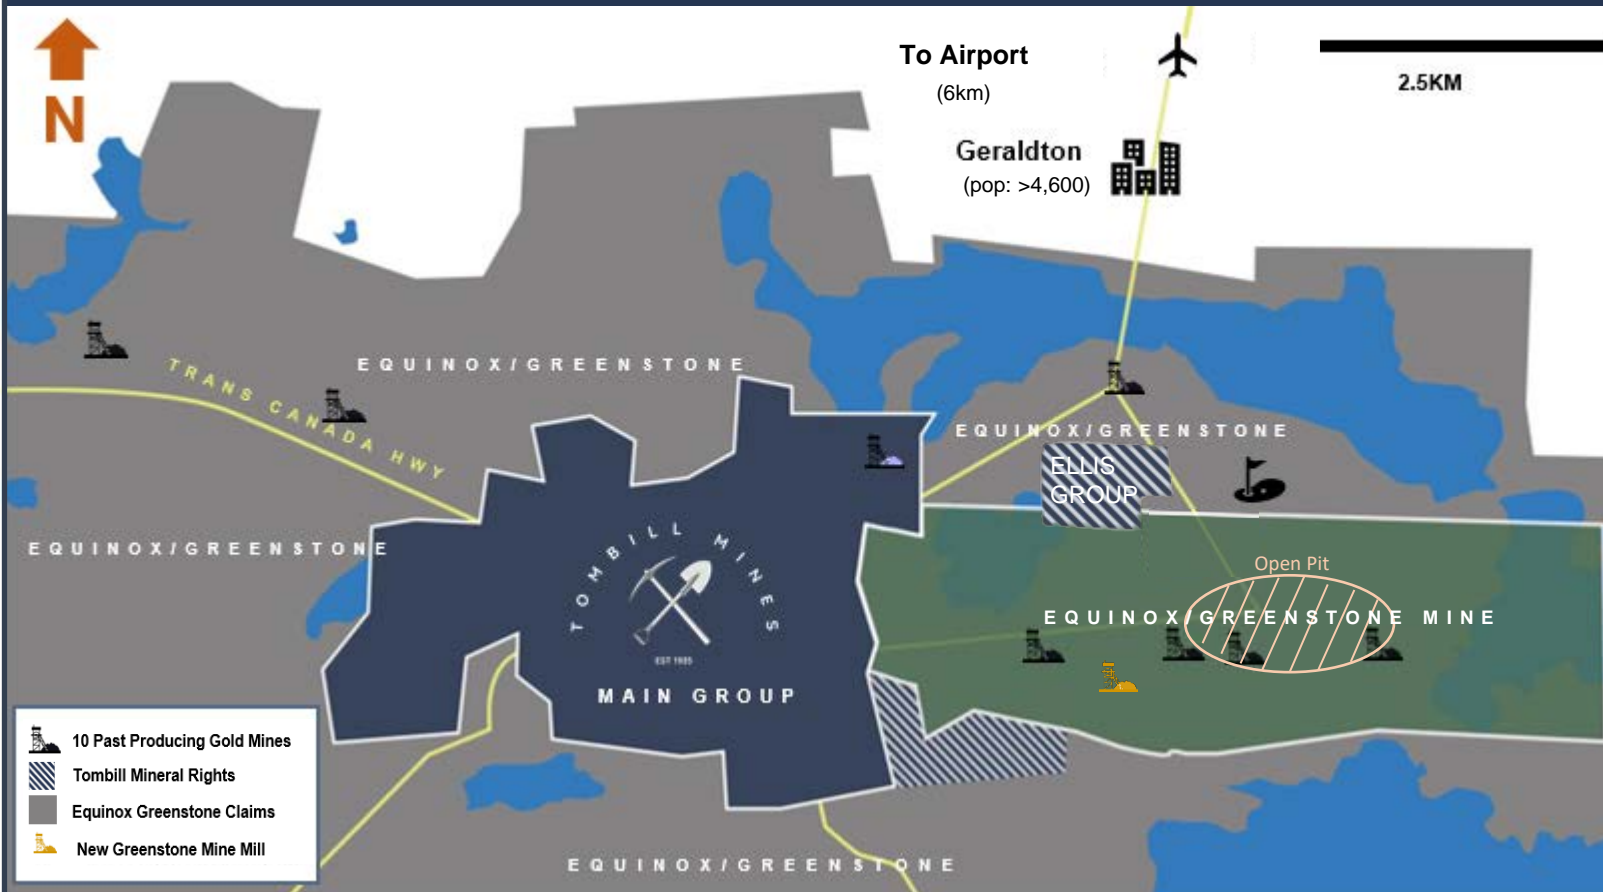 N
To Airport
(6km)
2.5KM
Geraldton
(pop: >4,600)
TRANS CANADA HWY
EQUINOX/GREENSTONE
EQUINOX/GREENSTONE
ELLIS
GROUP
EQUINOX/GREENSTONE
TOMBILL MINES
Open Pit
EQUINOX/GREENSTONE MINE
MAIN GROUP
10 Past Producing Gold Mines
Tombill Mineral Rights
Equinox Greenstone Claims
New Greenstone Mine Mill
EQUINOX/GREENSTONE